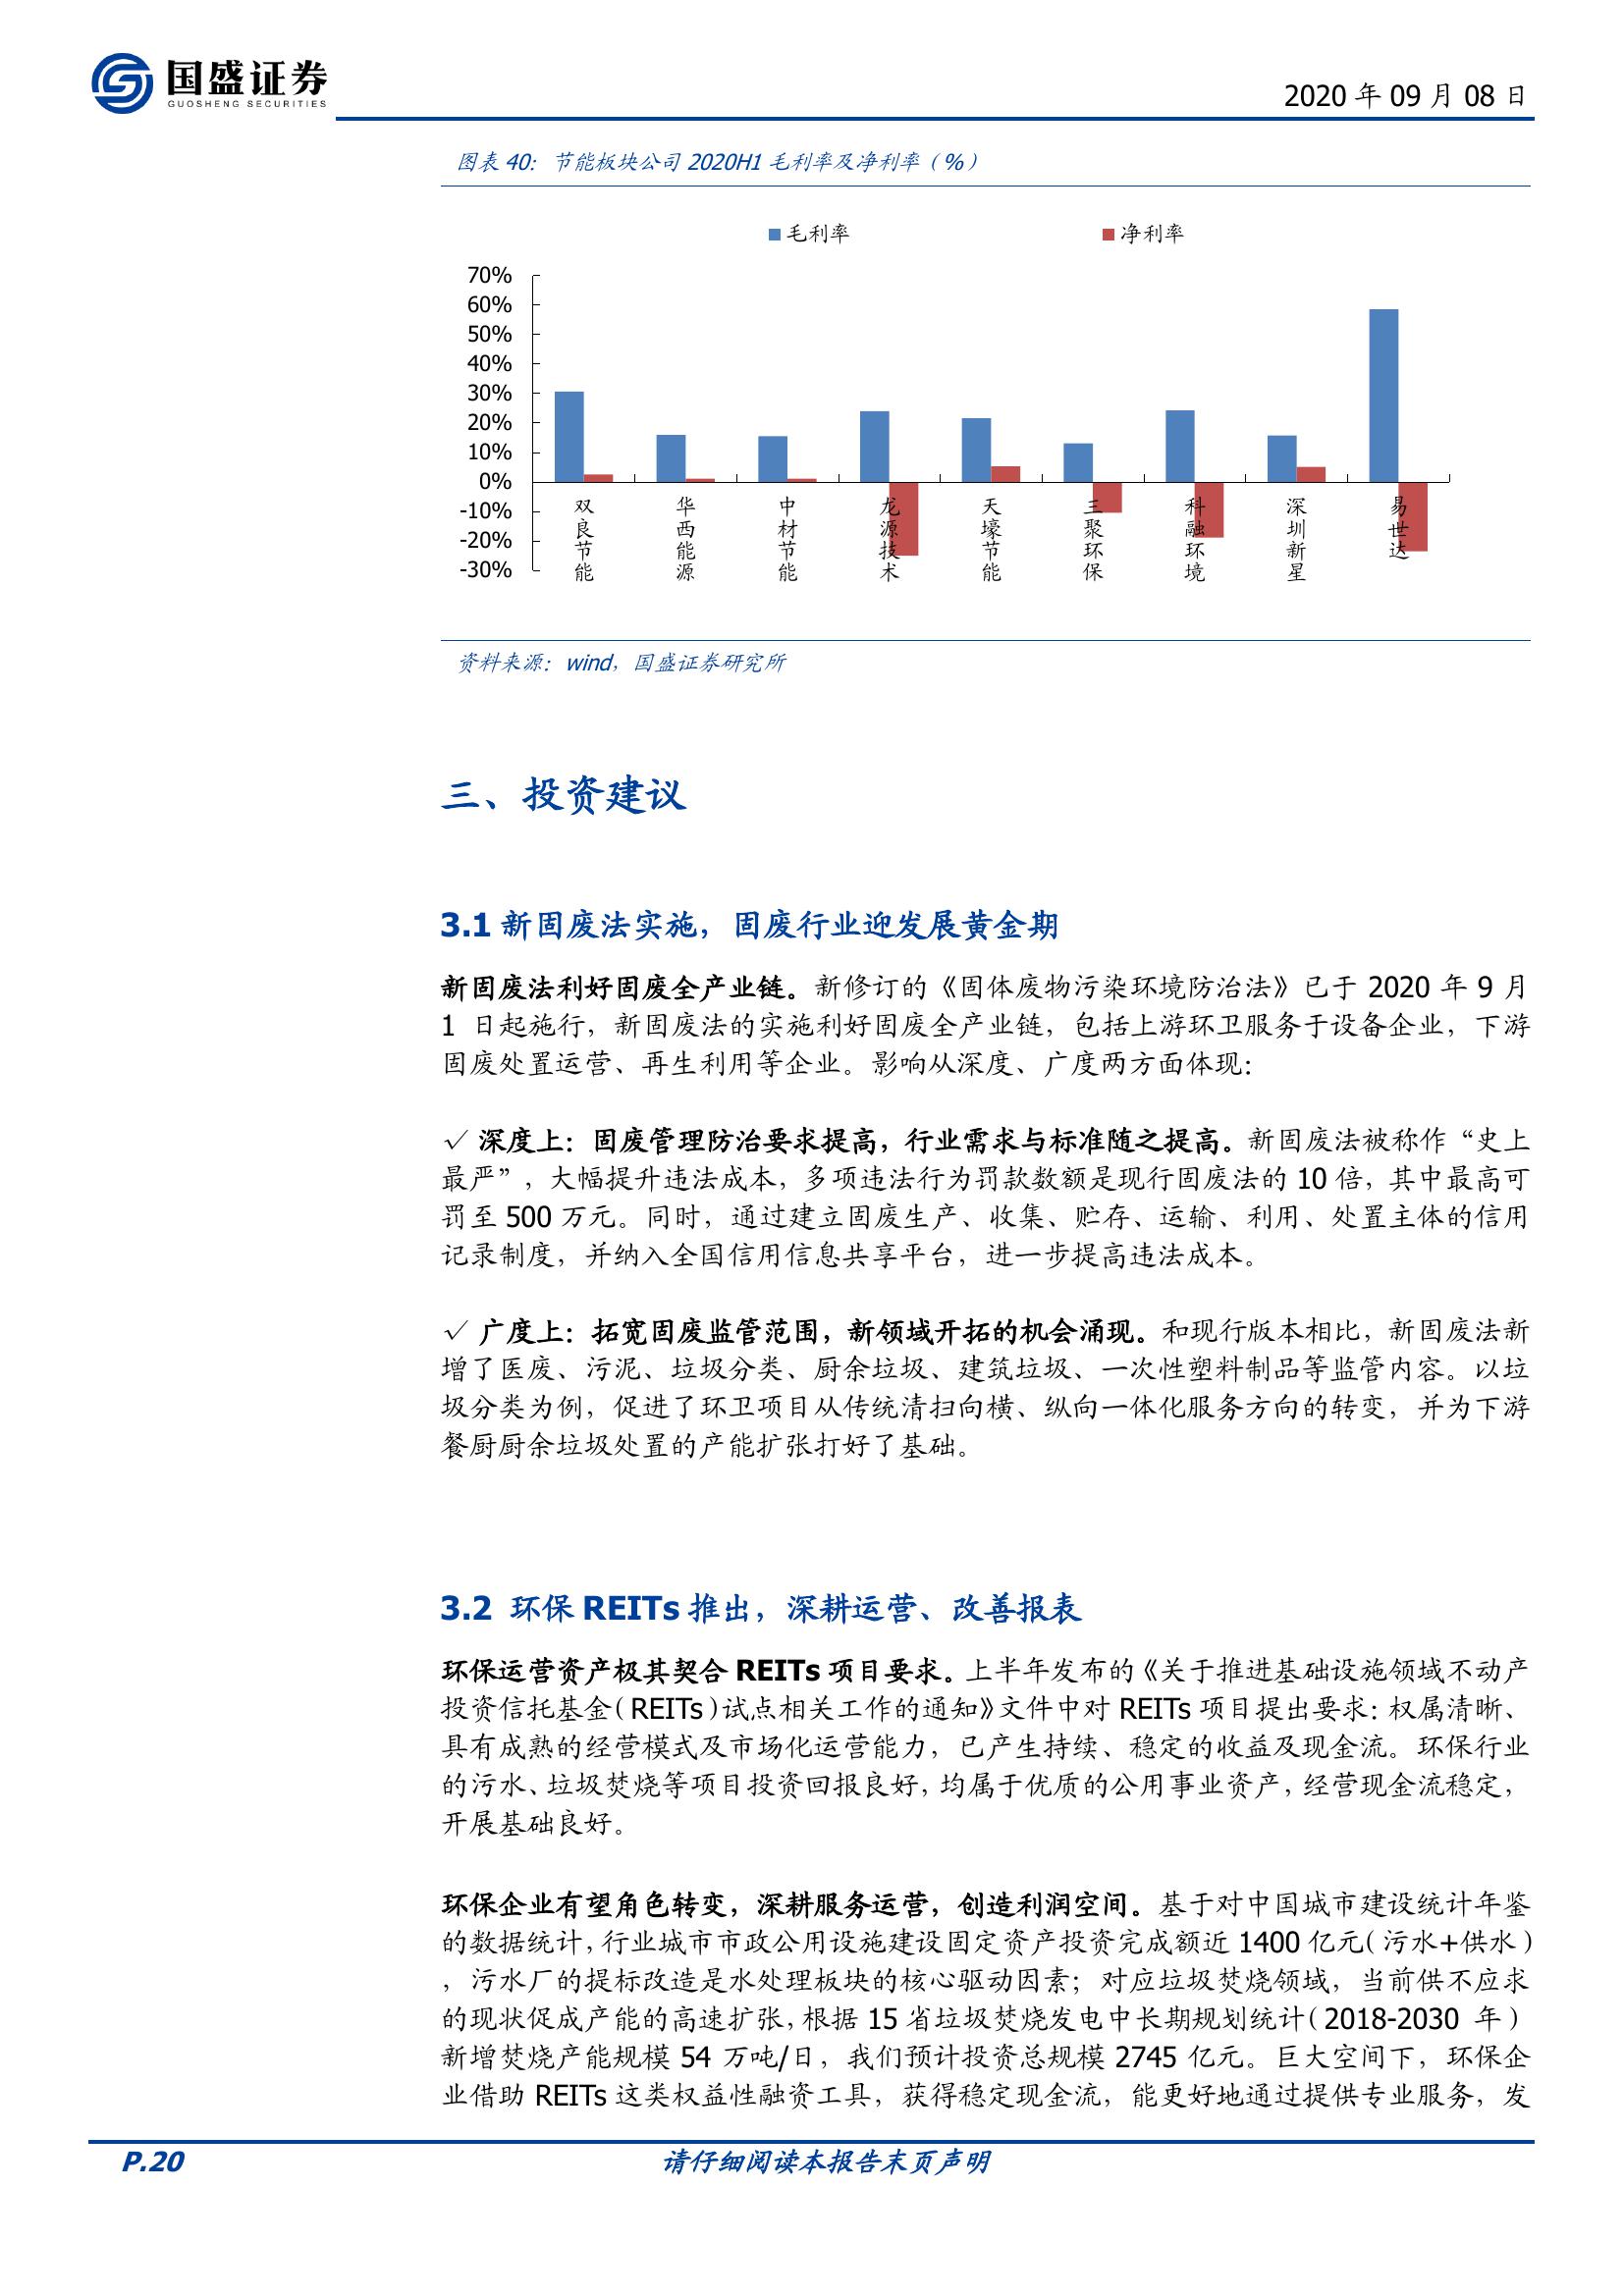 国盛证券
GUOSHENG SECURITIES
2020 年 09 月 08 日
图表 40： 节能板块公司 2020H1 毛利率及净利率（%）
毛利率 净利率
70%
60%
50%
40%
30%
20%
10%
0%
-10%
-20%
-30%
双良节能
华西能源
中材节能
龙源技术
天壕节能
三聚环保
科融环境
深圳新星
易世达
资料来源：wind，国盛证券研究所
三、投资建议
3.1 新固废法实施，固废行业迎发展黄金期
新固废法利好固废全产业链。新修订的《固体废物污染环境防治法》已于 2020 年 9 月
1 日起施行，新固废法的实施利好固废全产业链，包括上游环卫服务于设备企业，下游
固废处置运营、再生利用等企业。影响从深度、广度两方面体现：
√ 深度上：固废管理防治要求提高，行业需求与标准随之提高。新固废法被称作“史上
最严”，大幅提升违法成本，多项违法行为罚款数额是现行固废法的 10 倍，其中最高可
罚至 500 万元。同时，通过建立固废生产、收集、贮存、运输、利用、处置主体的信用
记录制度，并纳入全国信用信息共享平台，进一步提高违法成本。
√ 广度上：拓宽固废监管范围，新领域开拓的机会涌现。和现行版本相比，新固废法新
增了医废、污泥、垃圾分类、厨余垃圾、建筑垃圾、一次性塑料制品等监管内容。以垃
圾分类为例，促进了环卫项目从传统清扫向横、纵向一体化服务方向的转变，并为下游
餐厨厨余垃圾处置的产能扩张打好了基础。
3.2 环保 REITs 推出，深耕运营、改善报表
环保运营资产极其契合 REITs 项目要求。上半年发布的《关于推进基础设施领域不动产
投资信托基金（REITs）试点相关工作的通知》文件中对 REITs 项目提出要求：权属清晰、
具有成熟的经营模式及市场化运营能力，已产生持续、稳定的收益及现金流。环保行业
的污水、垃圾焚烧等项目投资回报良好，均属于优质的公用事业资产，经营现金流稳定，
开展基础良好。
环保企业有望角色转变，深耕服务运营，创造利润空间。基于对中国城市建设统计年鉴
的数据统计，行业城市市政公用设施建设固定资产投资完成额近 1400 亿元（污水+供水）
，污水厂的提标改造是水处理板块的核心驱动因素；对应垃圾焚烧领域，当前供不应求
的现状促成产能的高速扩张，根据 15 省垃圾焚烧发电中长期规划统计（2018-2030 年）
新增焚烧产能规模 54 万吨/日，我们预计投资总规模 2745 亿元。巨大空间下，环保企
业借助 REITs 这类权益性融资工具，获得稳定现金流，能更好地通过提供专业服务，发
P.20 请仔细阅读本报告末页声明